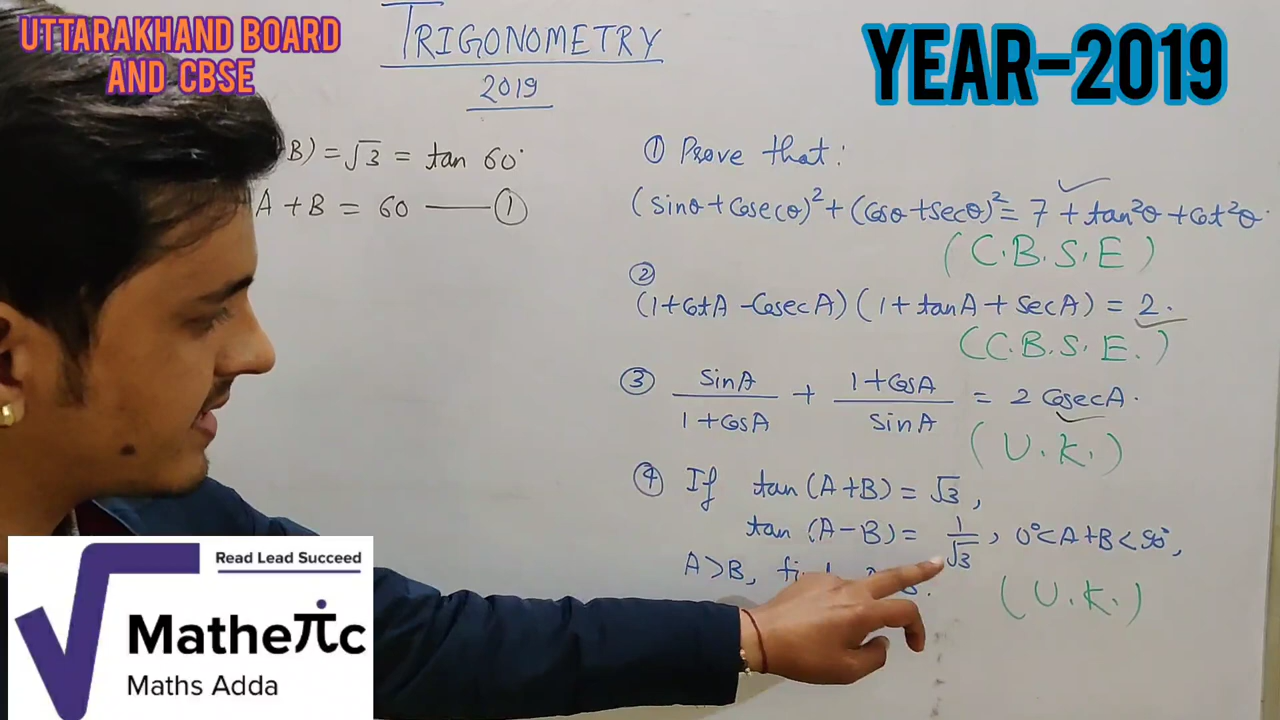 UTTARAKHAND BOARD
AND CBSE
TRIGONOMETRY
2019
YEAR-2019
B) = √3 = tan 60°
A + B = 60 —— ①
① Prove that:
(sinθ+cosecθ)²+(cosθ+secθ)²= 7 + tan²θ + cot²θ.
(C.B.S.E)
②
(1+cotA - cosecA) (1 + tanA + secA) = 2.
(C.B.S.E.)
③ sinA/1+cosA + 1+cosA/sinA = 2 cosecA.
(U.K.)
④ If tan (A+B) = √3,
tan (A-B) = 1/√3, 0°<A+B<90°,
A>B,
(U.K.)
Read Lead Succeed
Matheπc
Maths Adda